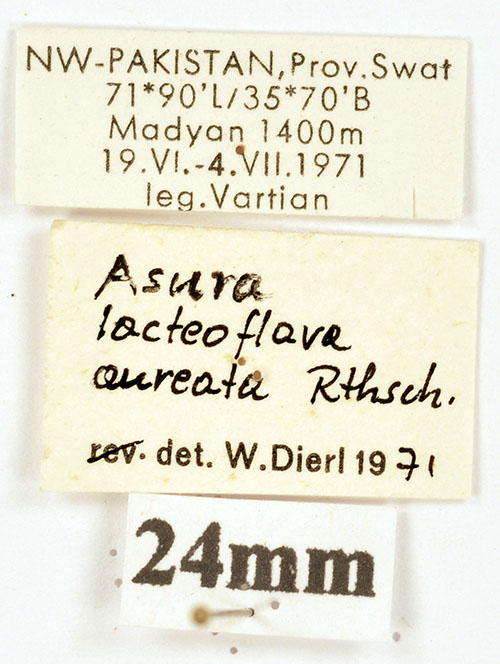 NW-PAKISTAN,Prov.Swat
71*90'L/35*70'B
Madyan 1400m
19.VI.-4.VII.1971
leg.Vartian
Asura
lacteoflava
aureata Rthsch.
rev. det. W.Dierl 1971
24mm